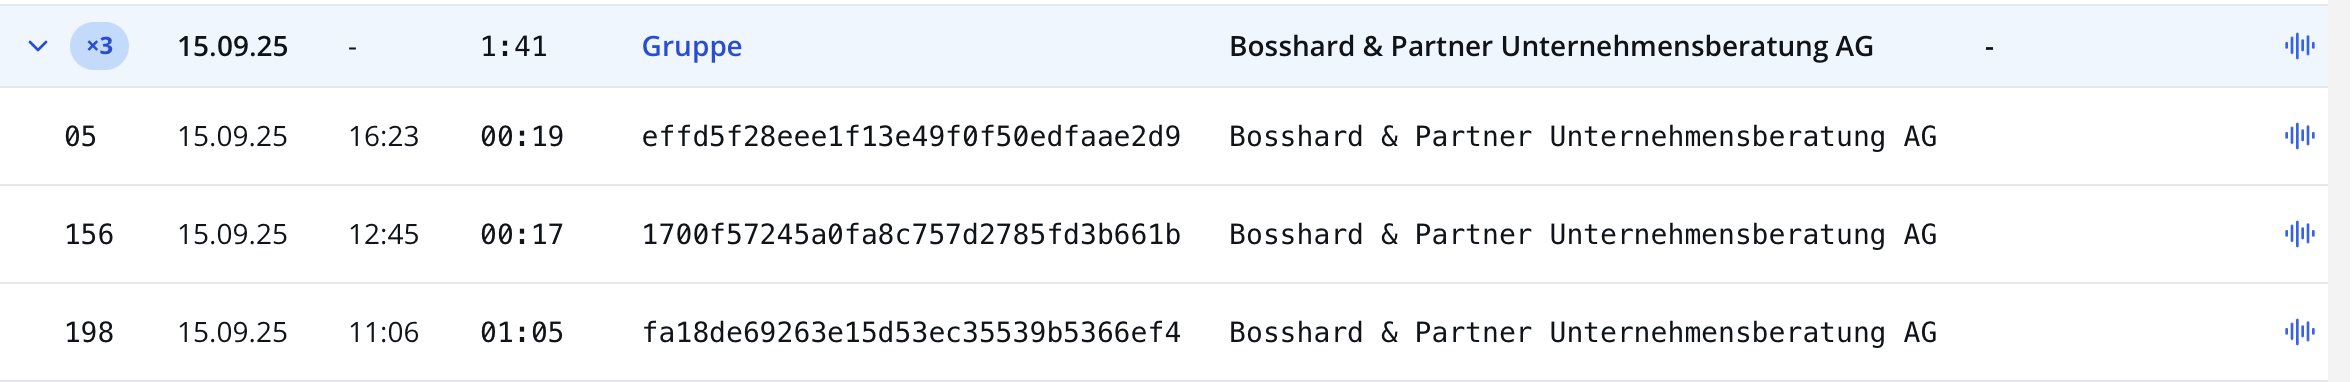 ×3 15.09.25 - 1:41 Gruppe Bosshard & Partner Unternehmensberatung AG -
05 15.09.25 16:23 00:19 effd5f28eee1f13e49f0f50edfaae2d9 Bosshard & Partner Unternehmensberatung AG
156 15.09.25 12:45 00:17 1700f57245a0fa8c757d2785fd3b661b Bosshard & Partner Unternehmensberatung AG
198 15.09.25 11:06 01:05 fa18de69263e15d53ec35539b5366ef4 Bosshard & Partner Unternehmensberatung AG